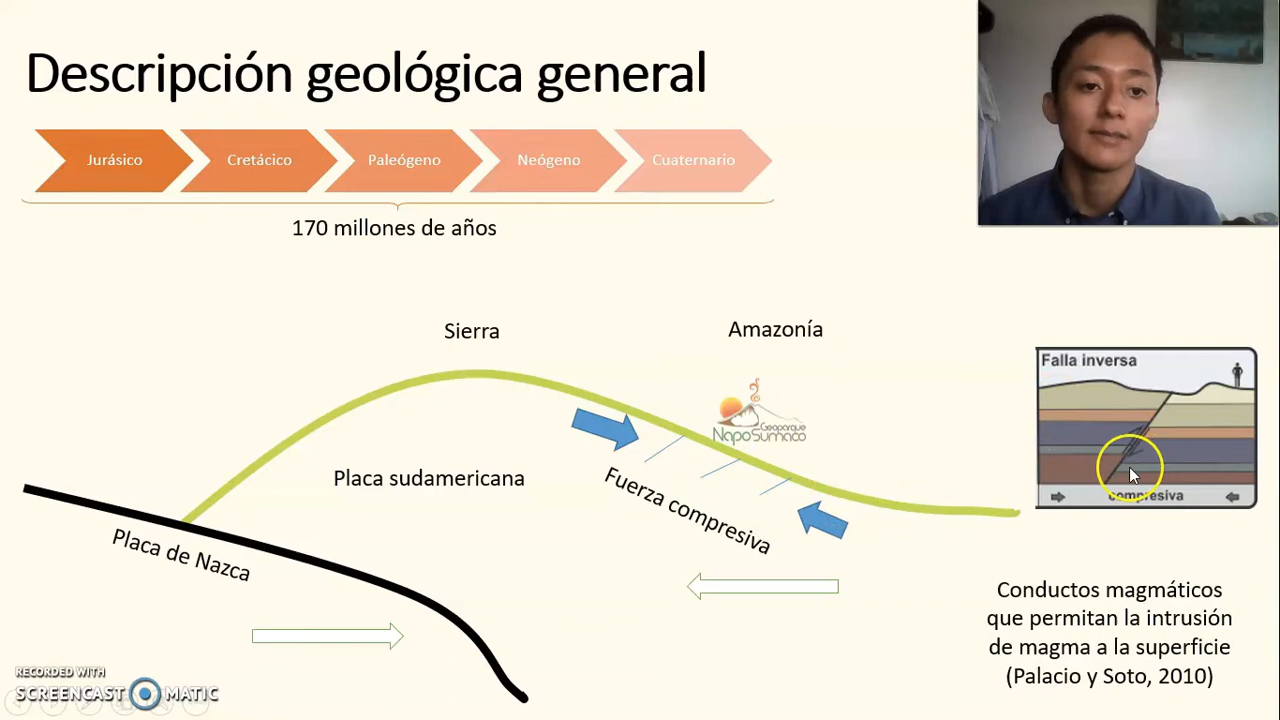 Descripción geológica general
Jurásico
Cretácico
Paleógeno
Neógeno
Cuaternario
170 millones de años
Sierra
Amazonía
Falla inversa
Geoparque
NapoSumaco
Placa sudamericana
Fuerza compresiva
compresiva
Placa de Nazca
Conductos magmáticos
que permitan la intrusión
de magma a la superficie
(Palacio y Soto, 2010)
RECORDED WITH
SCREENCAST MATIC